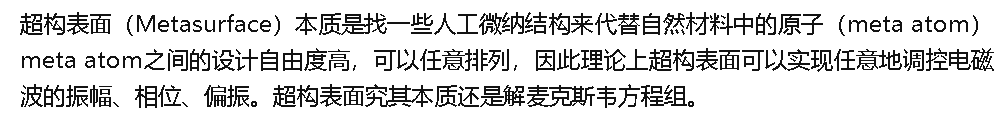 超构表面（Metasurface）本质是找一些人工微纳结构来代替自然材料中的原子（meta atom）
meta atom之间的设计自由度高，可以任意排列，因此理论上超构表面可以实现任意地调控电磁
波的振幅、相位、偏振。超构表面究其本质还是解麦克斯韦方程组。